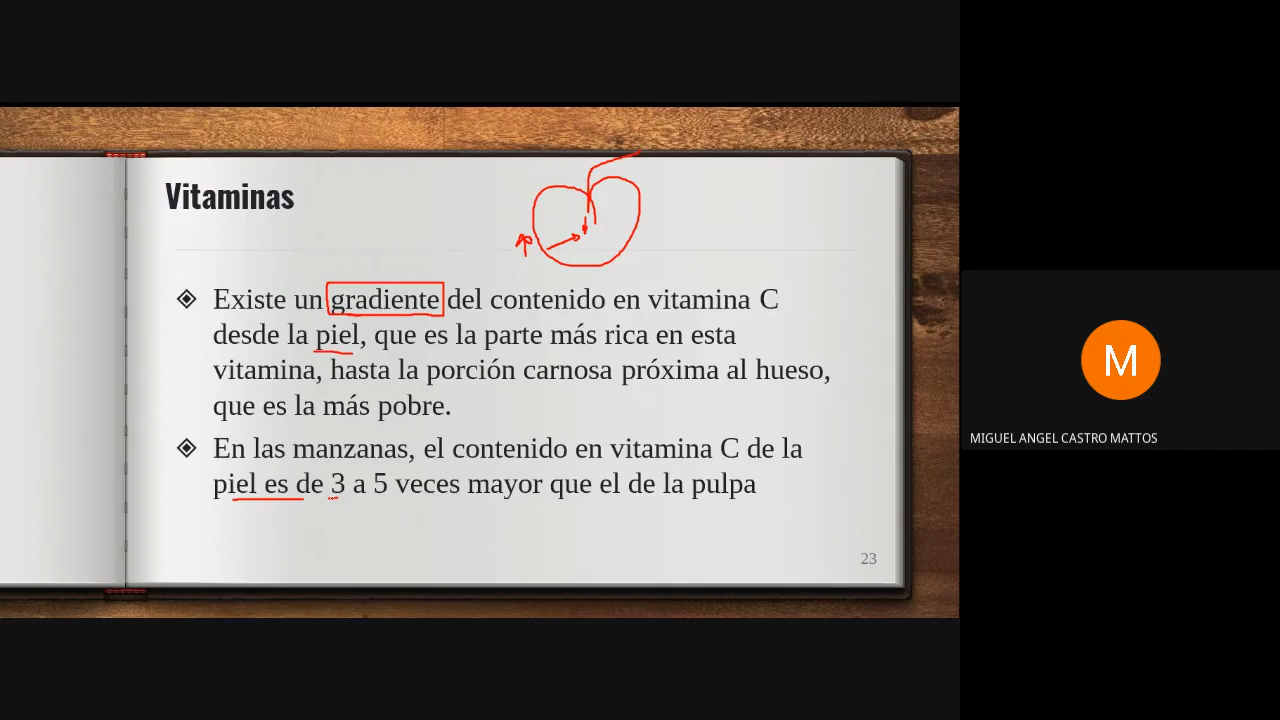 Vitaminas
Existe un gradiente del contenido en vitamina C
desde la piel, que es la parte más rica en esta
vitamina, hasta la porción carnosa próxima al hueso,
que es la más pobre.
En las manzanas, el contenido en vitamina C de la
piel es de 3 a 5 veces mayor que el de la pulpa
23
M
MIGUEL ANGEL CASTRO MATTOS